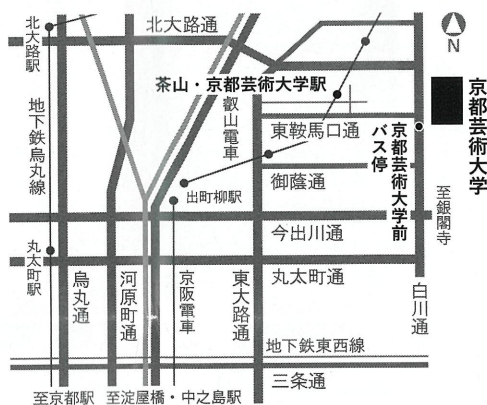 北大路駅
北大路通
N
茶山・京都芸術大学駅
叡山電車
地下鉄烏丸線
東鞍馬口通
京都芸術大学前
バス停
京都芸術大学
御蔭通
出町柳駅
至銀閣寺
今出川通
丸太町駅
丸太町通
烏丸通
河原町通
京阪電車
東大路通
白川通
地下鉄東西線
三条通
至京都駅
至淀屋橋・中之島駅